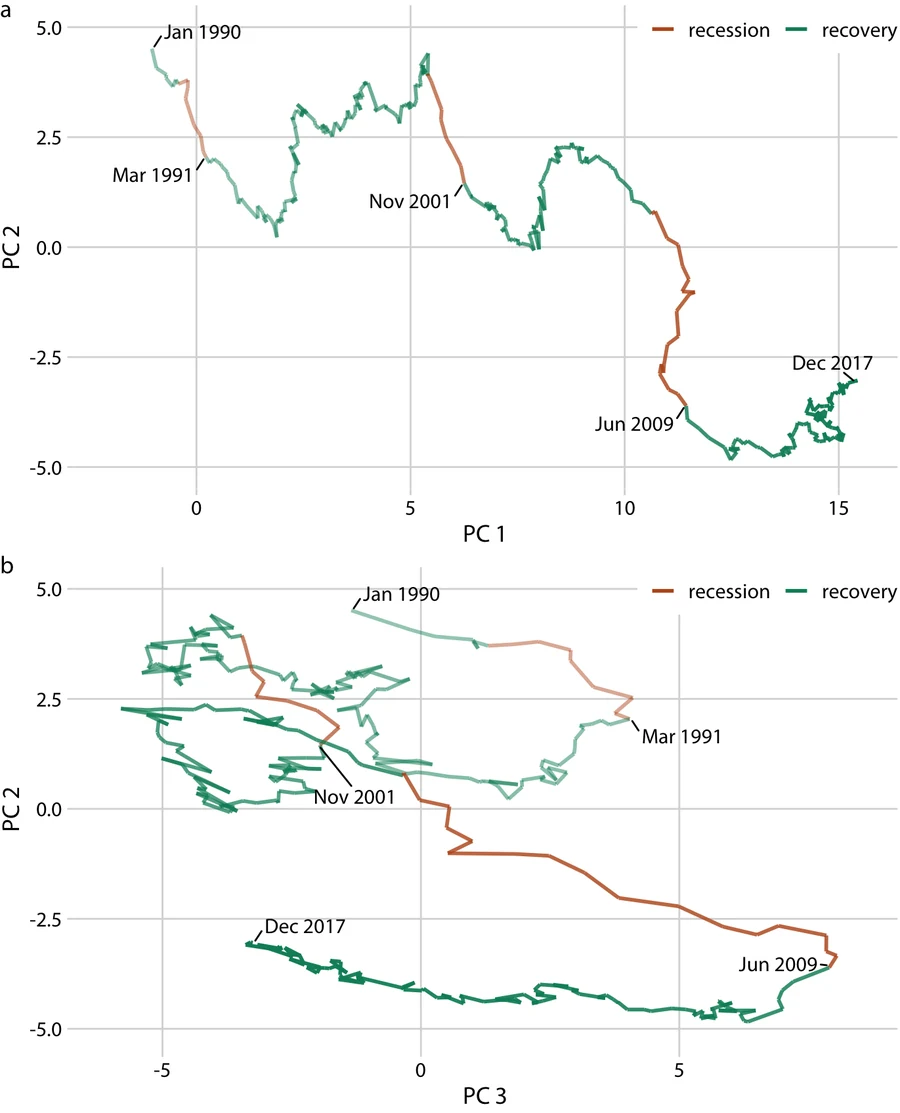 a
5.0
Jan 1990
recession
recovery
2.5
Mar 1991
Nov 2001
PC 2
0.0
-2.5
Dec 2017
Jun 2009
-5.0
0
5
10
15
PC 1
b
5.0
Jan 1990
recession
recovery
2.5
Mar 1991
PC 2
0.0
Nov 2001
-2.5
Dec 2017
Jun 2009
-5.0
-5
0
5
PC 3